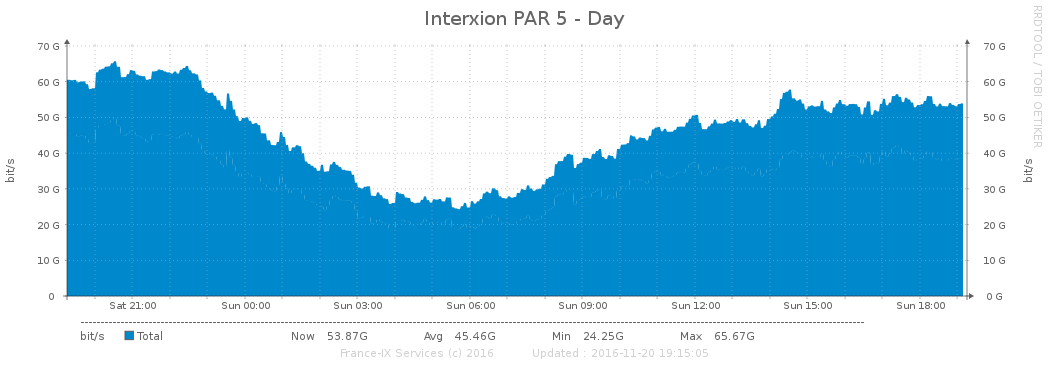 Interxion PAR 5 - Day
RRDTOOL / TOBI OETIKER
70 G 70 G
60 G 60 G
50 G 50 G
40 G 40 G
30 G 30 G
20 G 20 G
10 G 10 G
0 0 G
bit/s bit/s
Sat 21:00 Sun 00:00 Sun 03:00 Sun 06:00 Sun 09:00 Sun 12:00 Sun 15:00 Sun 18:00
bit/s Total Now 53.87G Avg 45.46G Min 24.25G Max 65.67G
France-IX Services (c) 2016 Updated : 2016-11-20 19:15:05